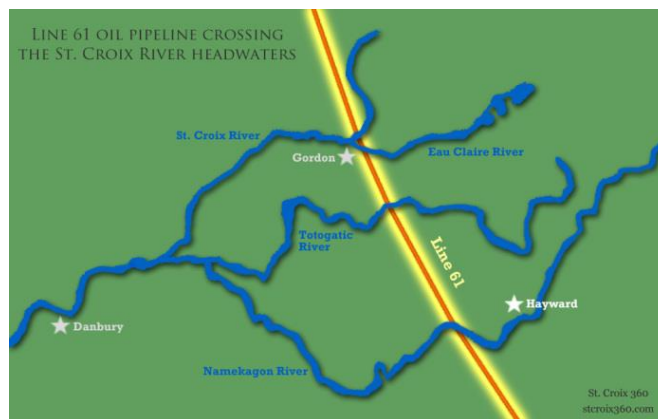 Line 61 oil pipeline crossing
the St. Croix River headwaters
St. Croix River
Gordon
Eau Claire River
Totogatic
River
Line 61
Hayward
Danbury
Namekagon River
St. Croix 360
stcroix360.com